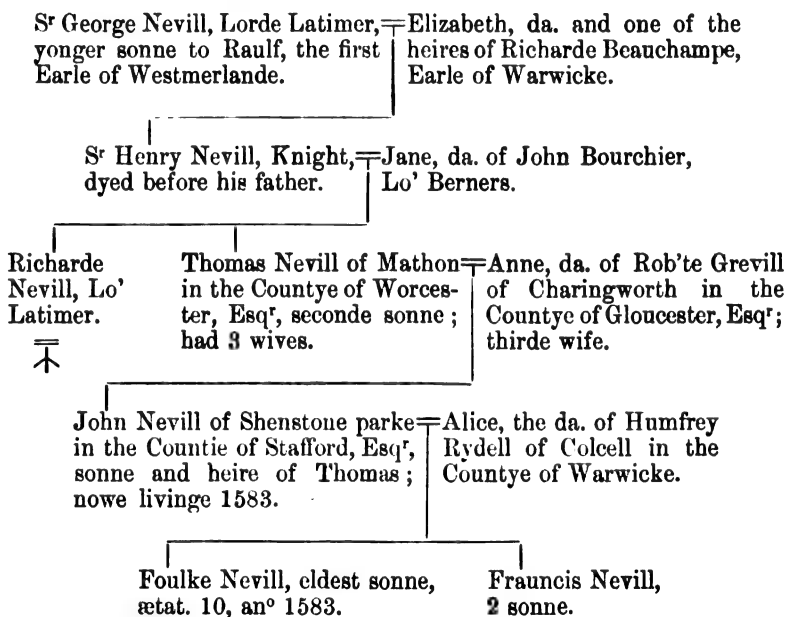 Sʳ George Nevill, Lorde Latimer,
yonger sonne to Raulf, the first
Earle of Westmerlande.
Elizabeth, da. and one of the
heires of Richarde Beauchampe,
Earle of Warwicke.
Sʳ Henry Nevill, Knight,
dyed before his father.
Jane, da. of John Bourchier,
Lo' Berners.
Richarde
Nevill, Lo'
Latimer.
Thomas Nevill of Mathon
in the Countye of Worces-
ter, Esqʳ, seconde sonne;
had 3 wives.
Anne, da. of Rob'te Grevill
of Charingworth in the
Countye of Gloucester, Esqʳ;
thirde wife.
John Nevill of Shenstone parke
in the Countie of Stafford, Esqʳ,
sonne and heire of Thomas;
nowe livinge 1583.
Alice, the da. of Humfrey
Rydell of Colcell in the
Countye of Warwicke.
Foulke Nevill, eldest sonne,
ætat. 10, anº 1583.
Frauncis Nevill,
2 sonne.